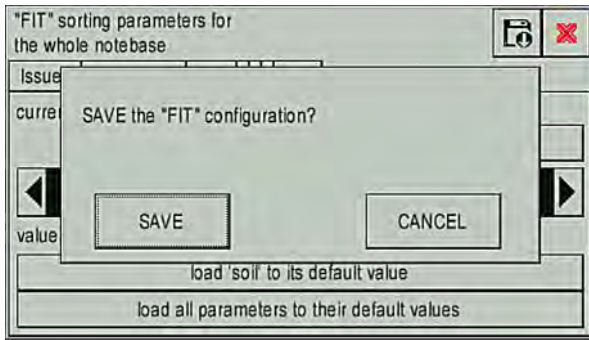 "FIT" sorting parameters for
the whole notebase
Issue
SAVE the "FIT" configuration?
SAVE
CANCEL
value
load 'soil' to its default value
load all parameters to their default values